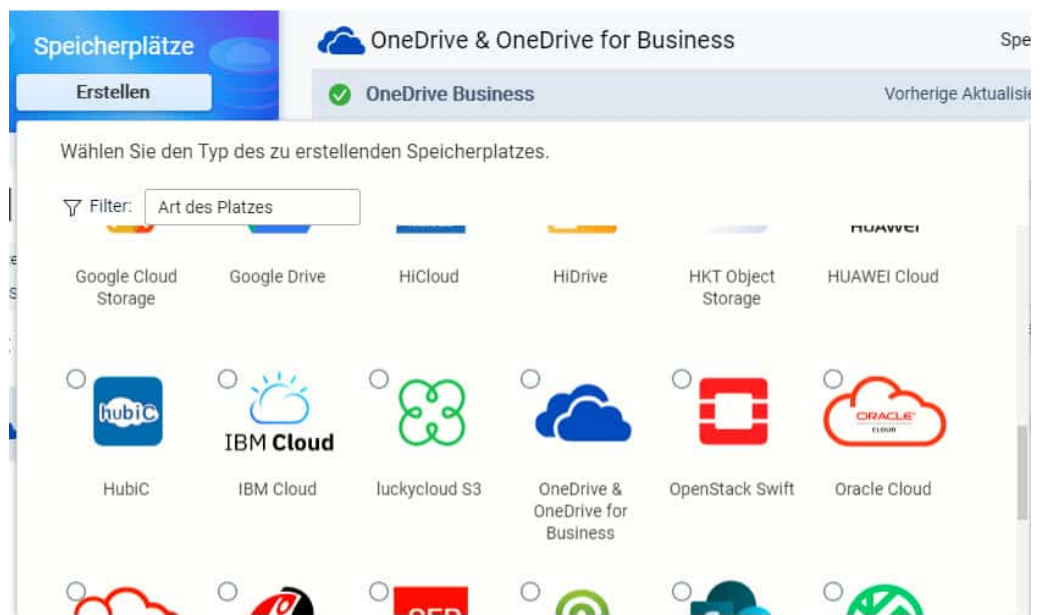 Speicherplätze
OneDrive & OneDrive for Business
Spe
Erstellen
OneDrive Business
Vorherige Aktualisie
Wählen Sie den Typ des zu erstellenden Speicherplatzes.
Filter:
Art des Platzes
HUAWEI
Google Cloud Storage
Google Drive
HiCloud
HiDrive
HKT Object Storage
HUAWEI Cloud
hubiC
IBM Cloud
ORACLE
CLOUD
HubiC
IBM Cloud
luckycloud S3
OneDrive &
OneDrive for
Business
OpenStack Swift
Oracle Cloud